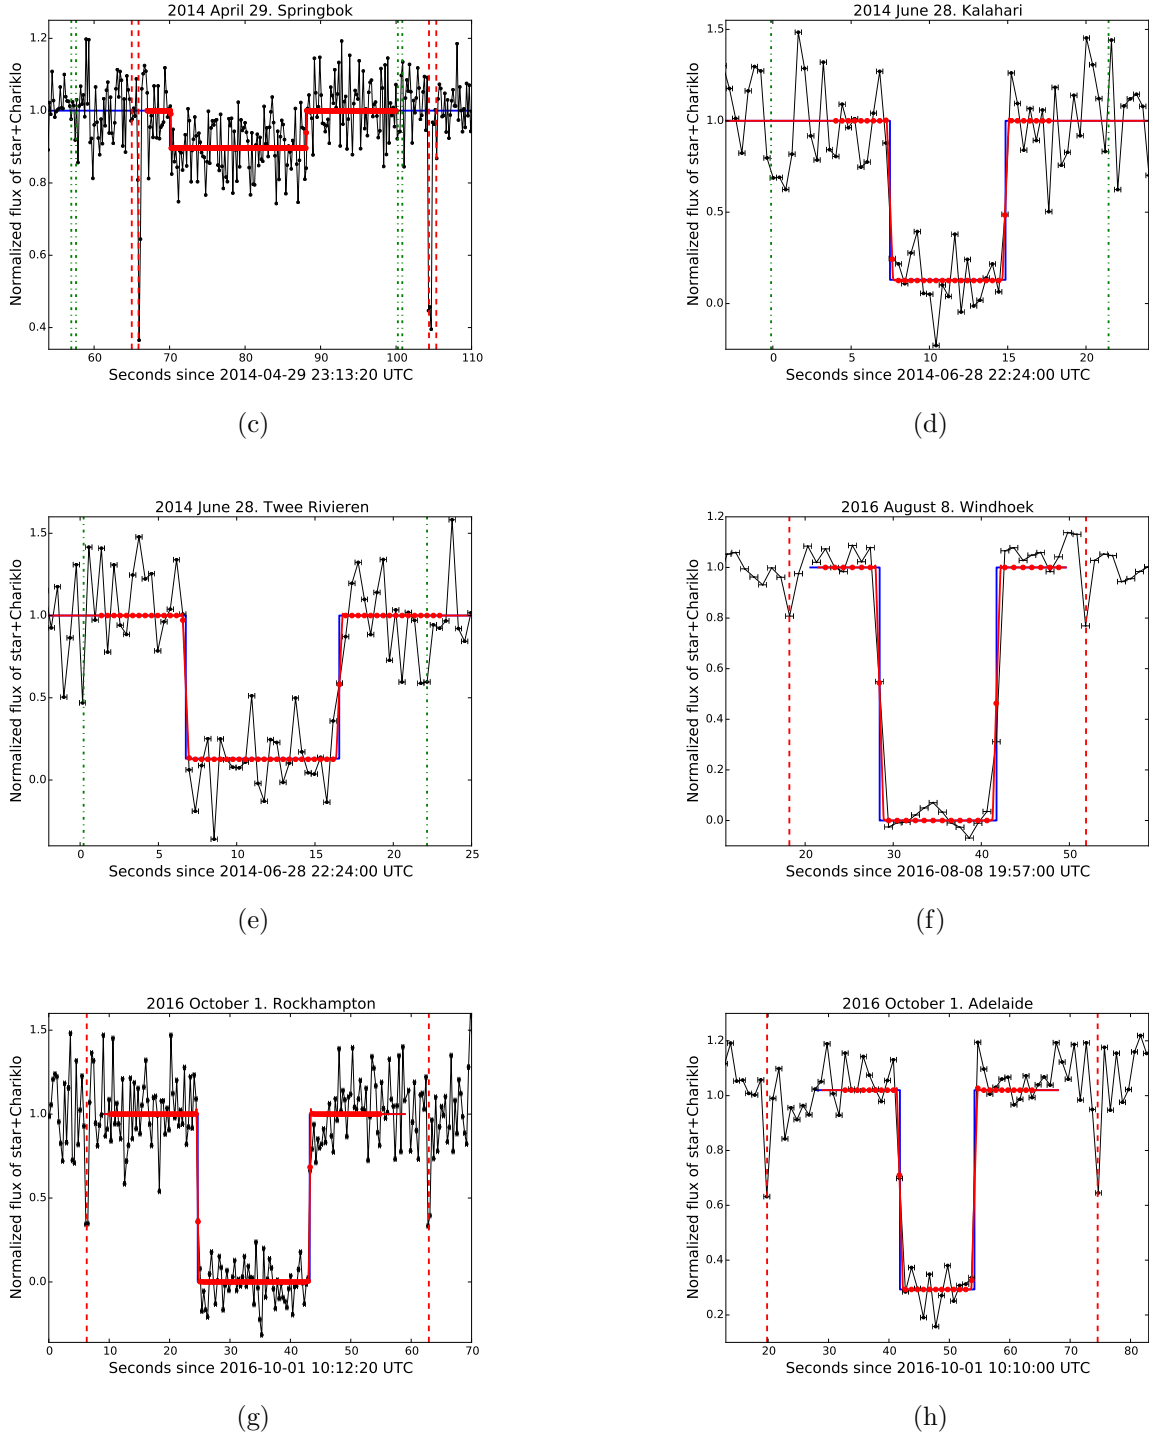 2014 April 29. Springbok
Normalized flux of star+Chariklo
1.2
1.0
0.8
0.6
0.4
60 70 80 90 100 110
Seconds since 2014-04-29 23:13:20 UTC
(c)
2014 June 28. Kalahari
Normalized flux of star+Chariklo
1.5
1.0
0.5
0.0
0 5 10 15 20
Seconds since 2014-06-28 22:24:00 UTC
(d)
2014 June 28. Twee Rivieren
Normalized flux of star+Chariklo
1.5
1.0
0.5
0.0
0 5 10 15 20 25
Seconds since 2014-06-28 22:24:00 UTC
(e)
2016 August 8. Windhoek
Normalized flux of star+Chariklo
1.2
1.0
0.8
0.6
0.4
0.2
0.0
20 30 40 50
Seconds since 2016-08-08 19:57:00 UTC
(f)
2016 October 1. Rockhampton
Normalized flux of star+Chariklo
1.5
1.0
0.5
0.0
0 10 20 30 40 50 60 70
Seconds since 2016-10-01 10:12:20 UTC
(g)
2016 October 1. Adelaide
Normalized flux of star+Chariklo
1.2
1.0
0.8
0.6
0.4
0.2
20 30 40 50 60 70 80
Seconds since 2016-10-01 10:10:00 UTC
(h)